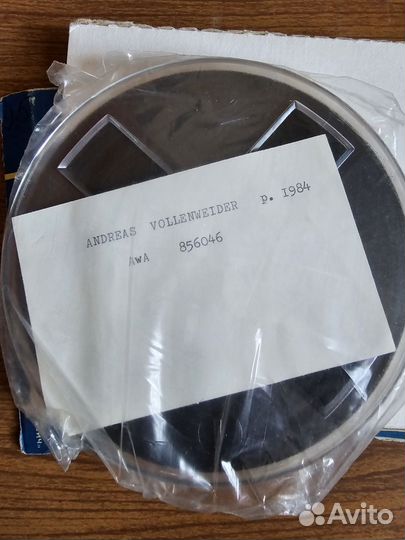 ANDREAS VOLLENWEIDER p. 1984
AWA 856046
Avito